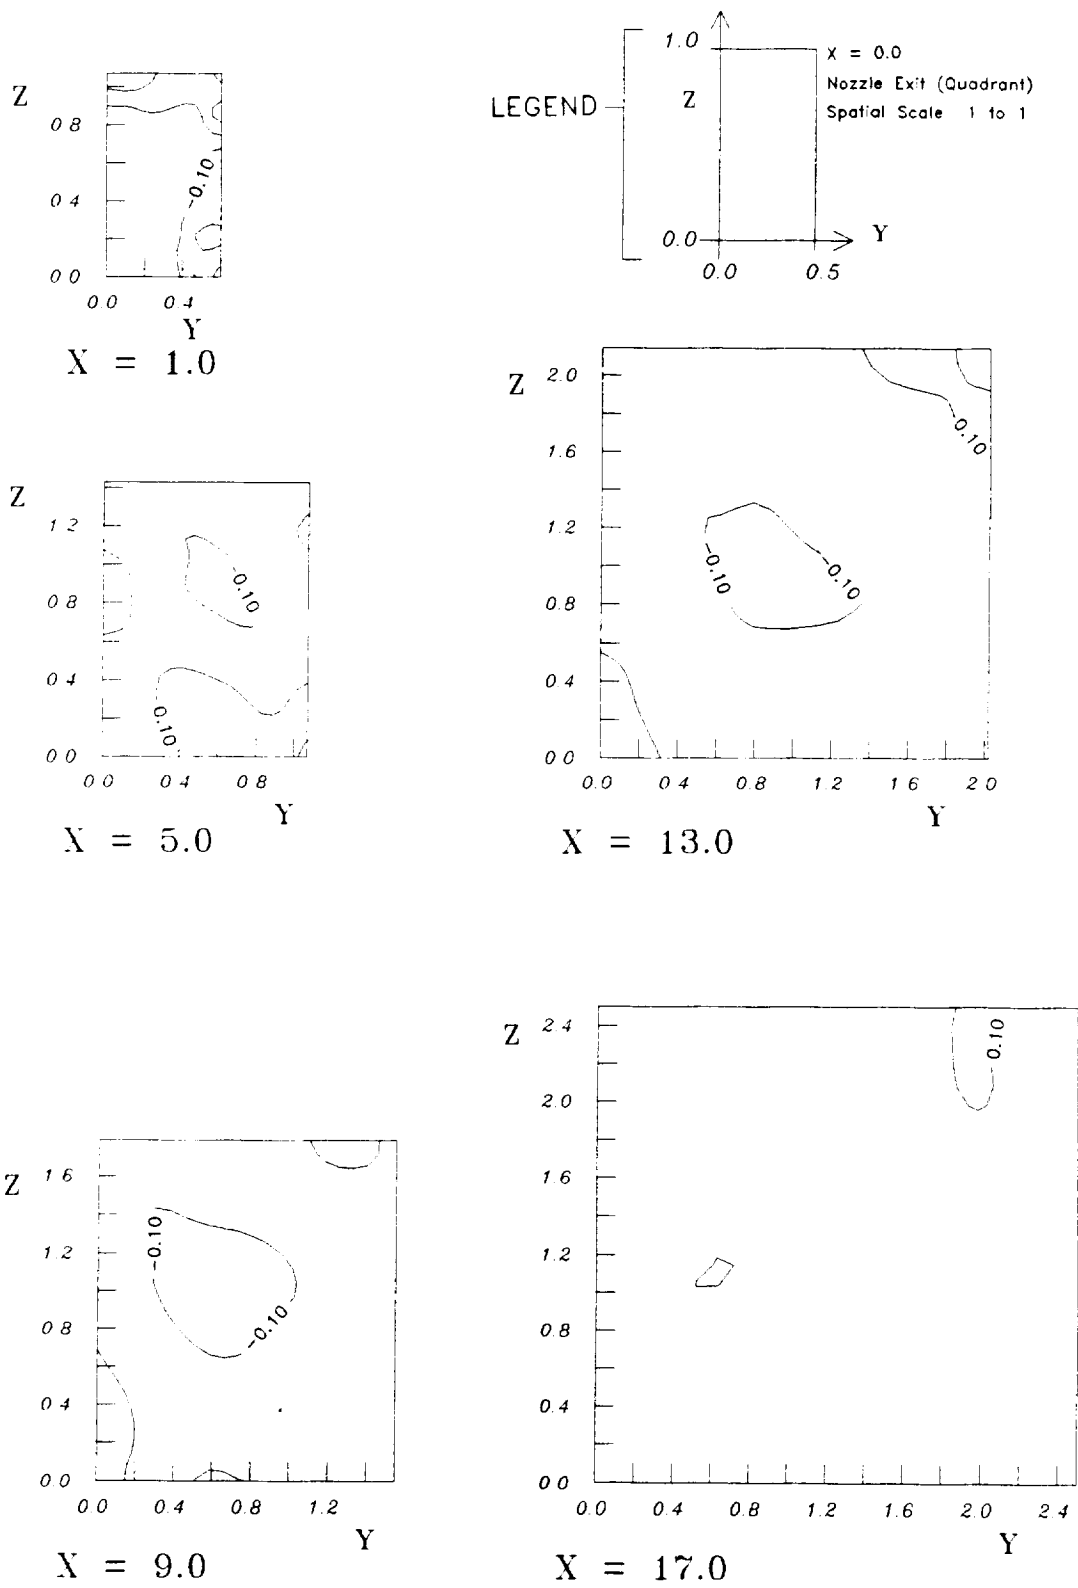 LEGEND
1.0
Z
0.0
0.0
0.5
Y
X = 0.0
Nozzle Exit (Quadrant)
Spatial Scale 1 to 1
Z
0 8
0 4
0 0
0 0
0.4
Y
-0.10
X = 1.0
Z
1 2
0 8
0 4
0 0
0 0
0 4
0.8
Y
-0.10
0.10
X = 5.0
Z
2.0
1.6
1.2
0.8
0.4
0.0
0.0
0 4
0.8
1.2
1.6
2 0
Y
-0.10
-0.10
-0.10
X = 13.0
Z
1 6
1 2
0 8
0 4
0 0
0.0
0.4
0.8
1.2
Y
-0.10
-0.10
X = 9.0
Z
2 4
2.0
1.6
1.2
0.8
0.4
0.0
0.0
0.4
0.8
1.2
1.6
2.0
2.4
Y
0.10
X = 17.0